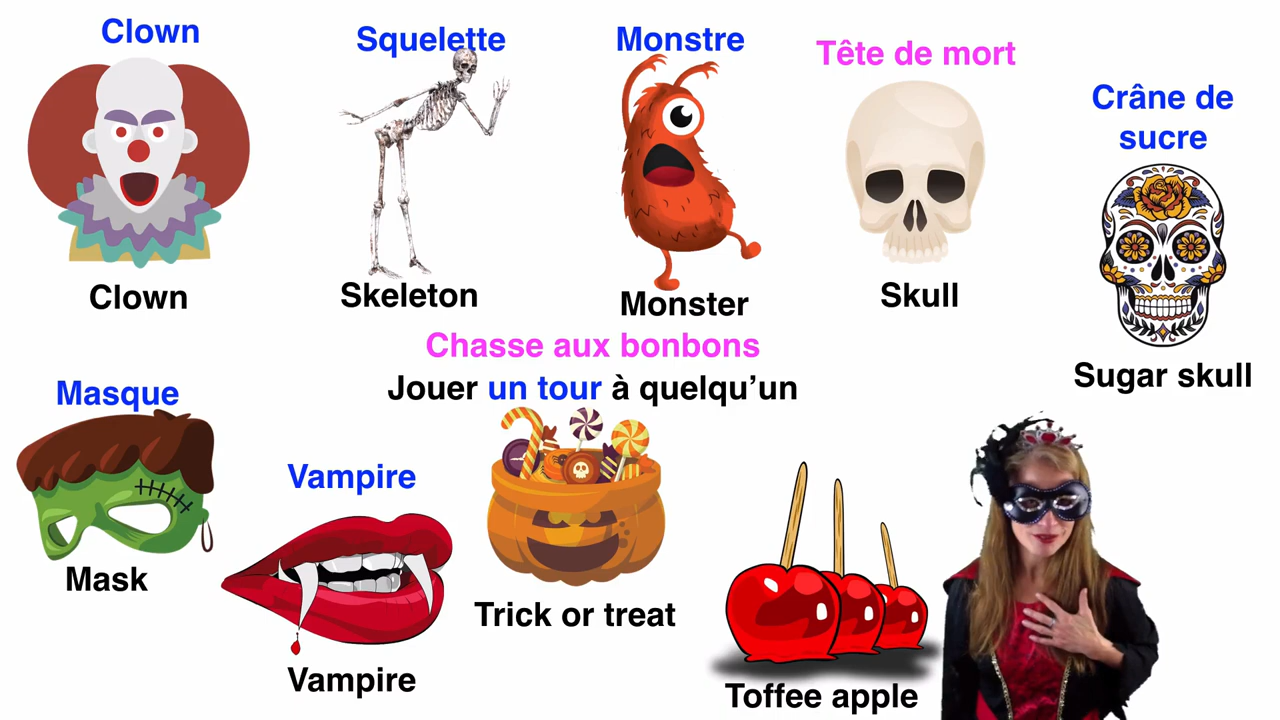 Clown
Squelette
Monstre
Tête de mort
Crâne de
sucre
Clown
Skeleton
Monster
Skull
Sugar skull
Chasse aux bonbons
Jouer un tour à quelqu’un
Masque
Vampire
Mask
Trick or treat
Vampire
Toffee apple